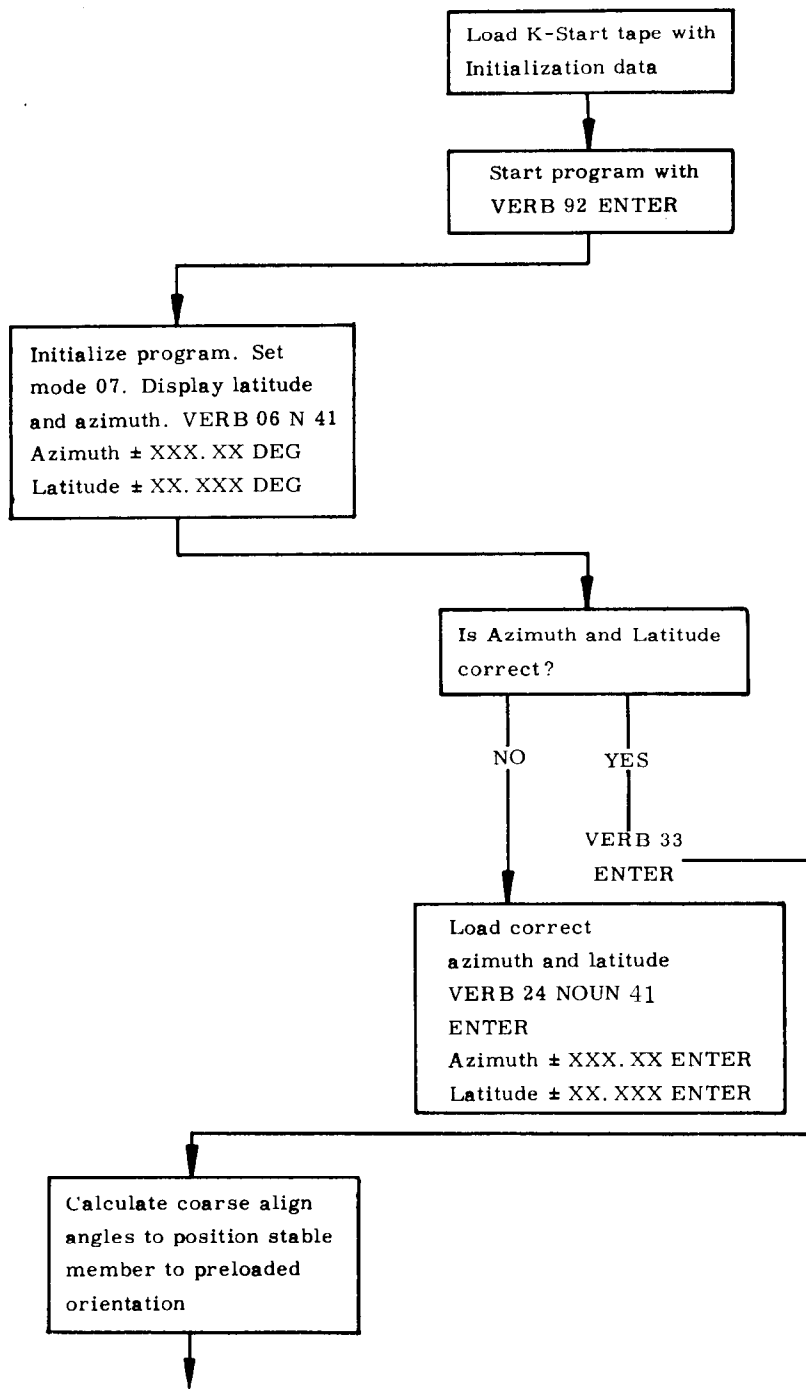 Load K-Start tape with
Initialization data
Start program with
VERB 92 ENTER
Initialize program. Set
mode 07. Display latitude
and azimuth. VERB 06 N 41
Azimuth ± XXX. XX DEG
Latitude ± XX. XXX DEG
Is Azimuth and Latitude
correct?
NO YES
VERB 33
ENTER
Load correct
azimuth and latitude
VERB 24 NOUN 41
ENTER
Azimuth ± XXX. XX ENTER
Latitude ± XX. XXX ENTER
Calculate coarse align
angles to position stable
member to preloaded
orientation